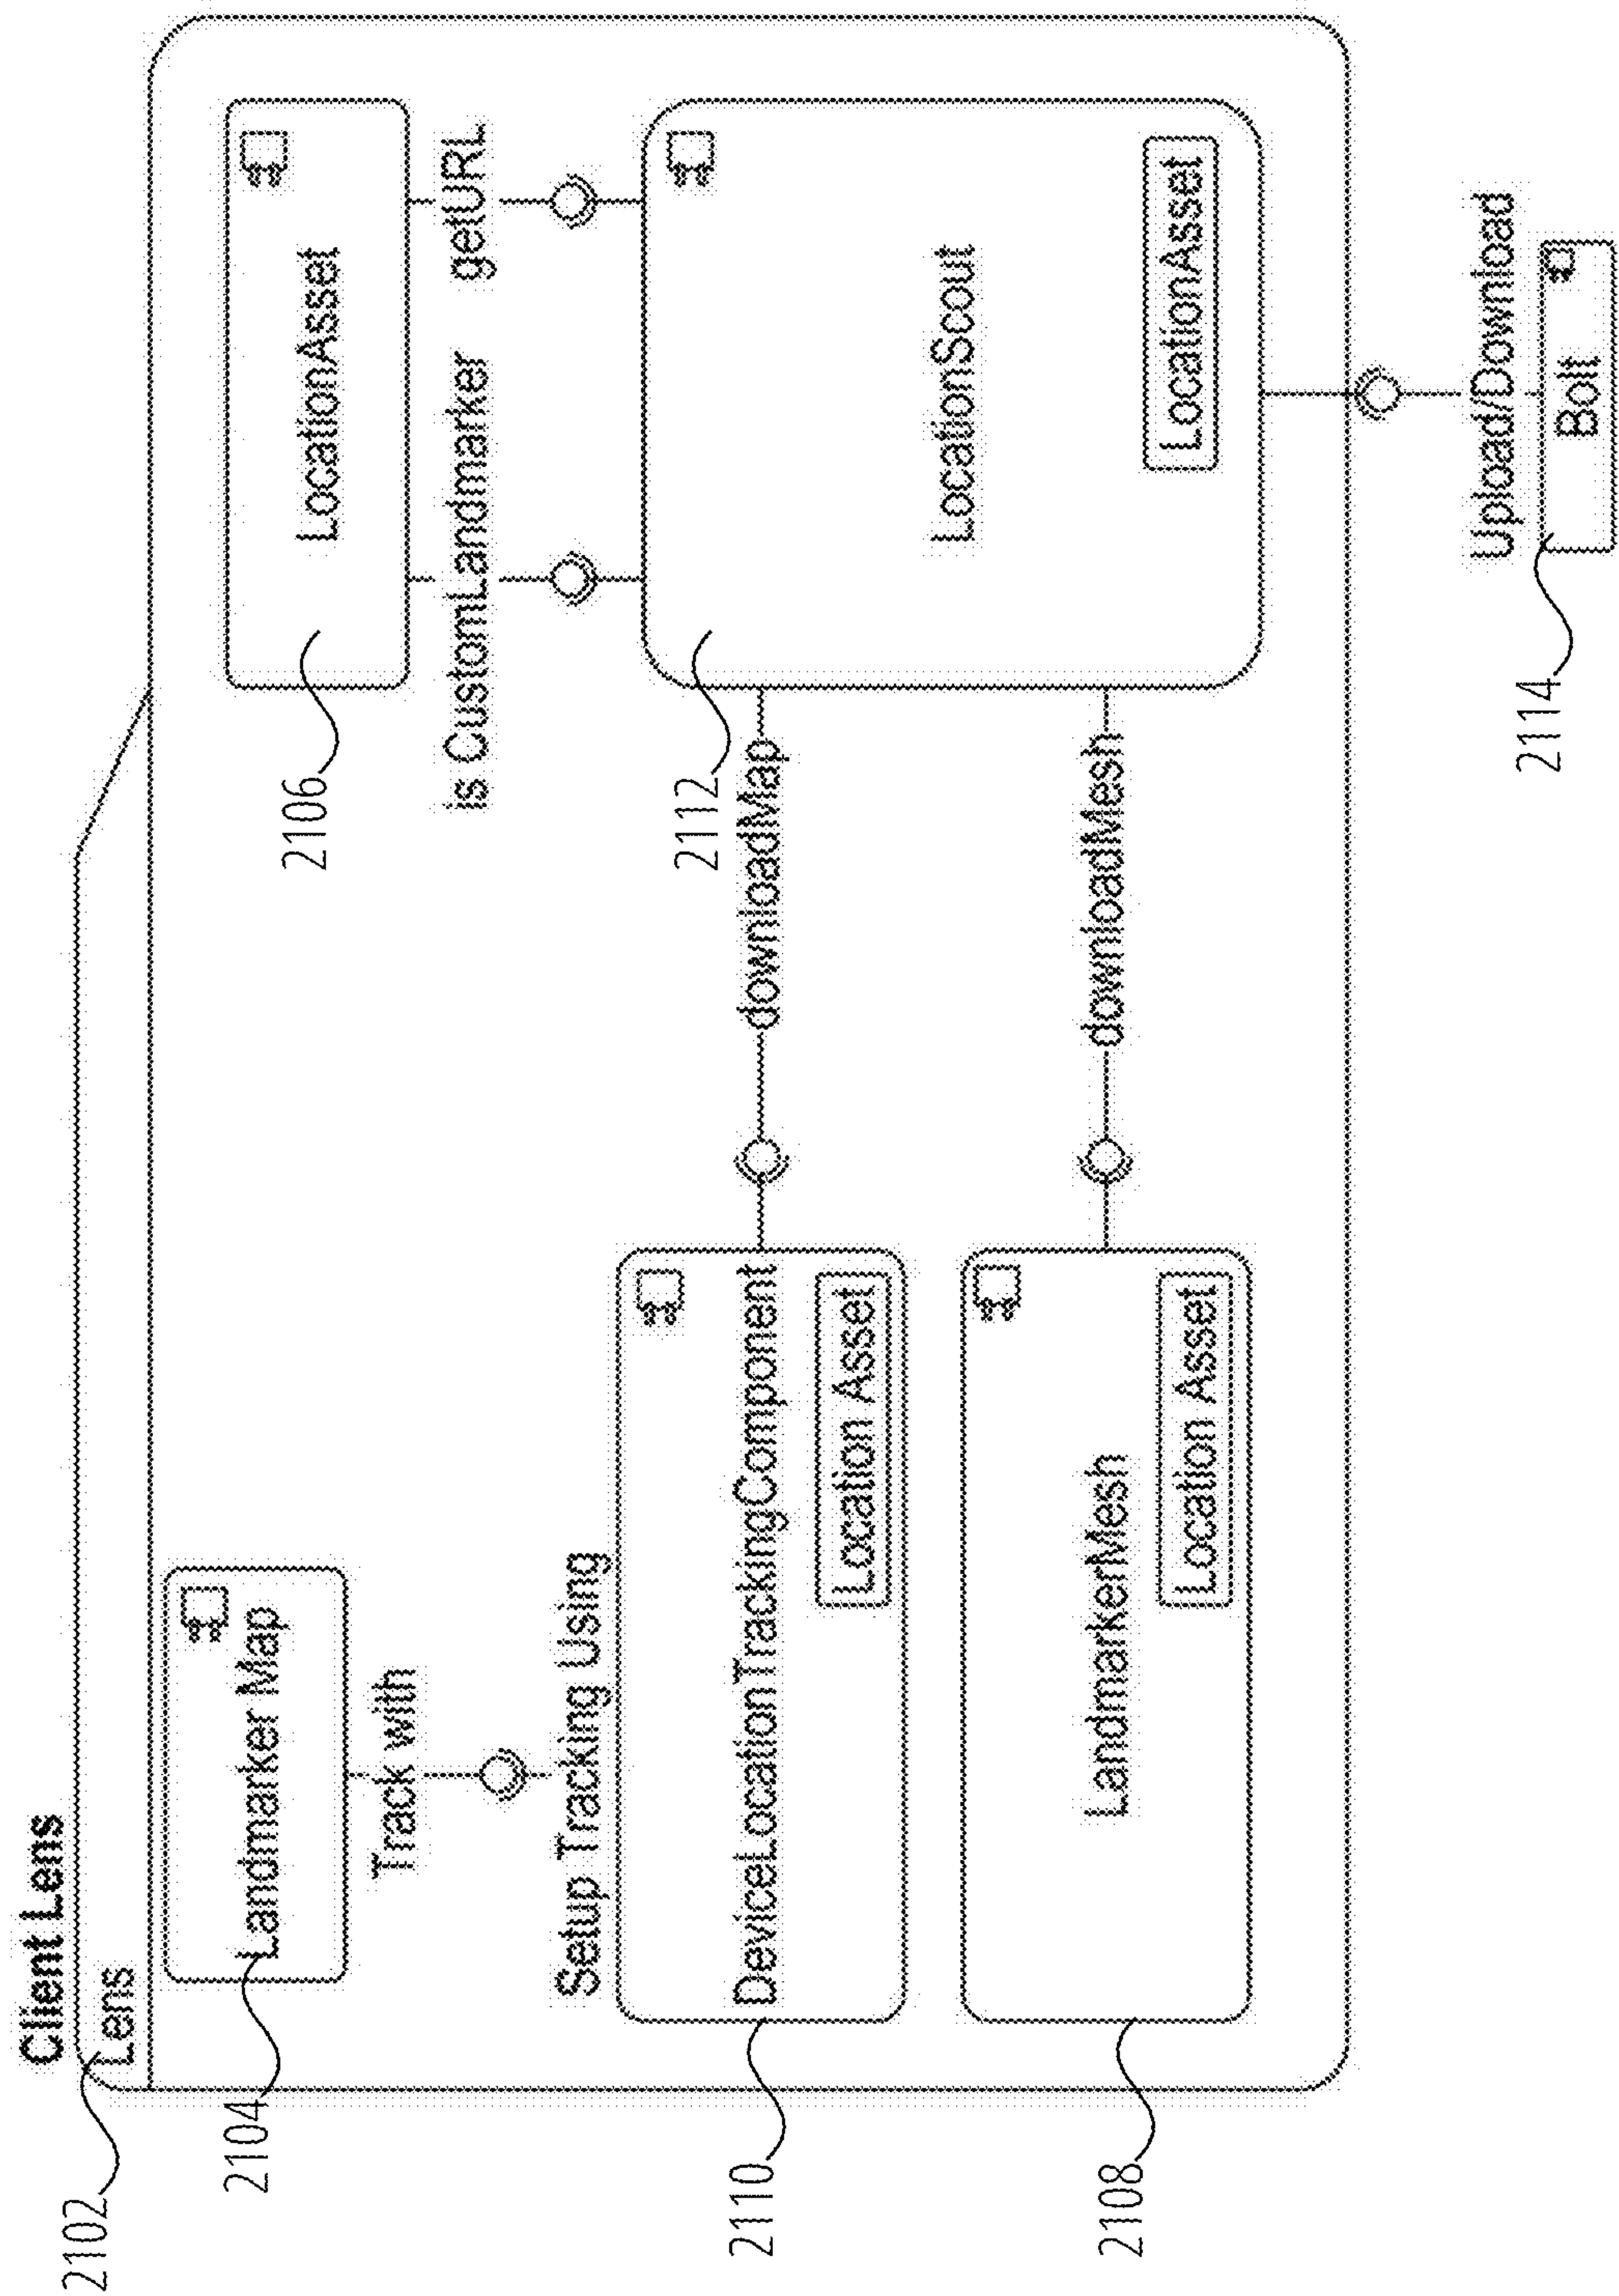 Client Lens
Lens
2102
Landmarker Map
2104
Track with
Setup Tracking Using
DeviceLocationTrackingComponent
Location Asset
2110
LandmarkerMesh
Location Asset
2108
downloadMap
downloadMesh
LocationAsset
2106
is CustomLandmarker
getURL
LocationScout
LocationAsset
2112
Upload/Download
Bolt
2114